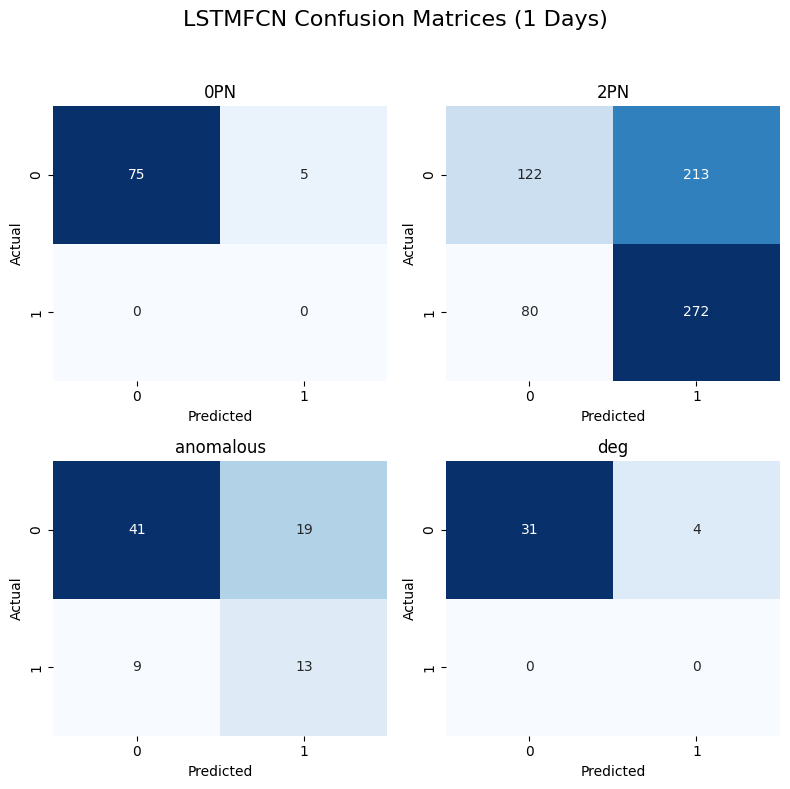 LSTMFCN Confusion Matrices (1 Days)
0PN
2PN
0
75
5
0
122
213
Actual
Actual
1
0
0
1
80
272
0
1
0
1
Predicted
Predicted
anomalous
deg
0
41
19
0
31
4
Actual
Actual
1
9
13
1
0
0
0
1
0
1
Predicted
Predicted